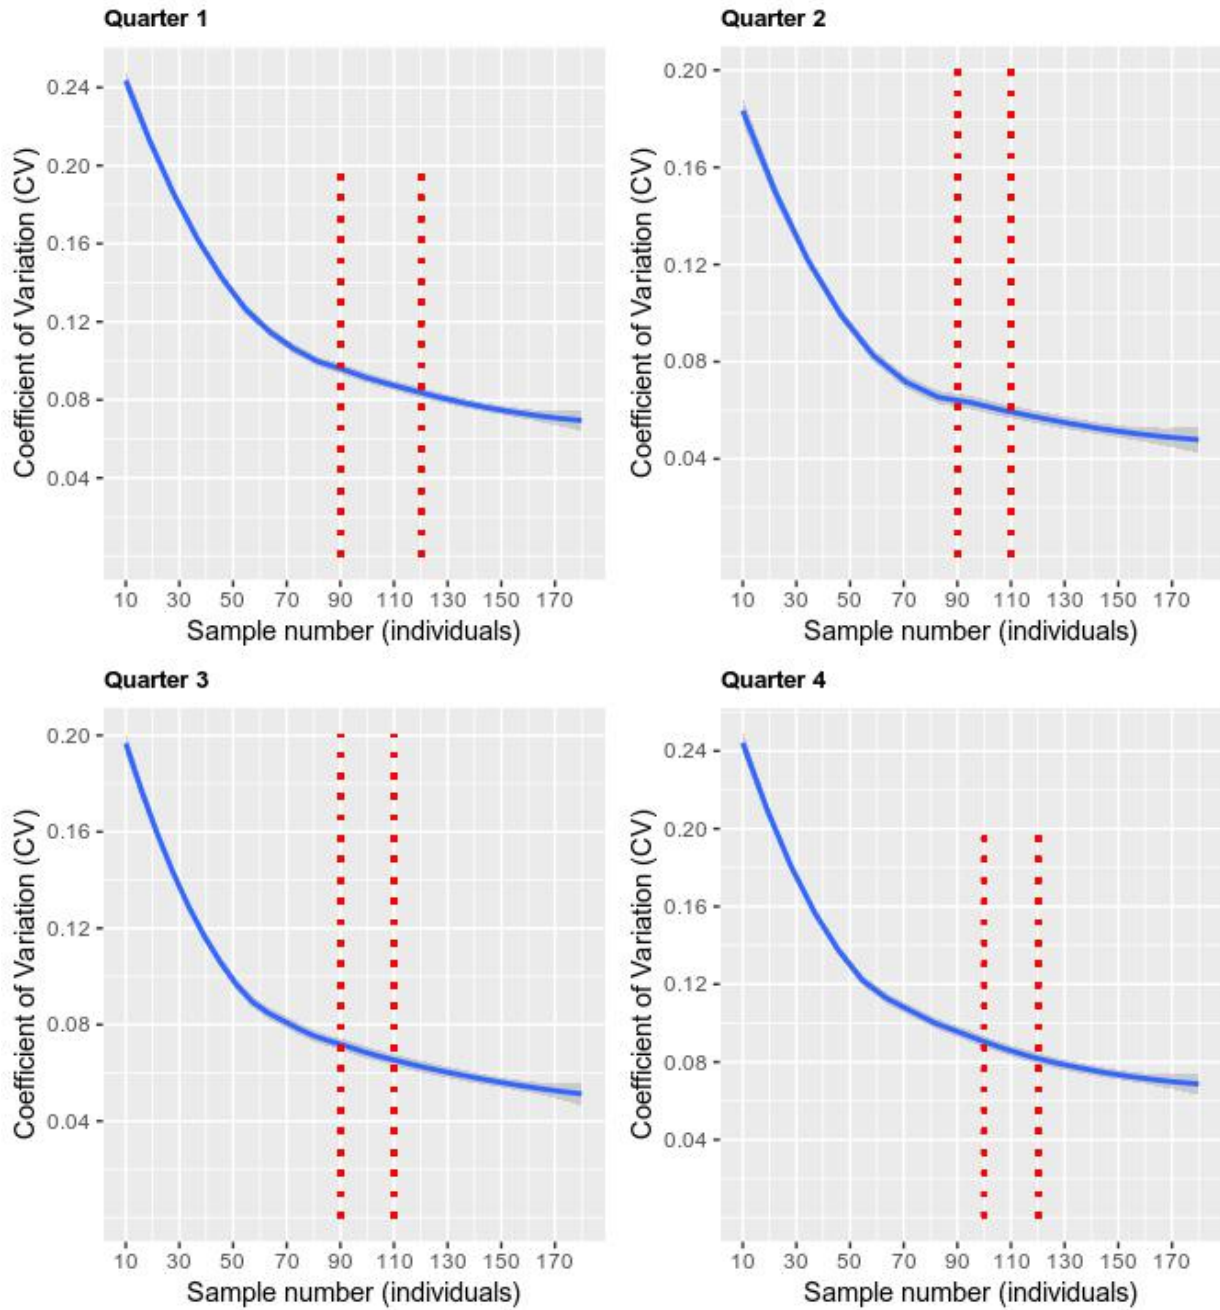 Quarter 1
Coefficient of Variation (CV)
0.24
0.20
0.16
0.12
0.08
0.04
10 30 50 70 90 110 130 150 170
Sample number (individuals)
Quarter 2
Coefficient of Variation (CV)
0.20
0.16
0.12
0.08
0.04
10 30 50 70 90 110 130 150 170
Sample number (individuals)
Quarter 3
Coefficient of Variation (CV)
0.20
0.16
0.12
0.08
0.04
10 30 50 70 90 110 130 150 170
Sample number (individuals)
Quarter 4
Coefficient of Variation (CV)
0.24
0.20
0.16
0.12
0.08
0.04
10 30 50 70 90 110 130 150 170
Sample number (individuals)